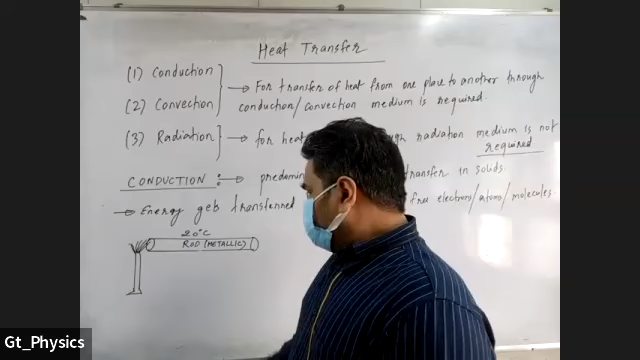 Heat Transfer
(1) Conduction
(2) Convection
→ For transfer of heat from one place to another through
conduction/convection medium is required.
(3) Radiation → for heat through radiation medium is not
required
CONDUCTION :→ transfer in solids.
→ Energy gets transferred free electrons/atoms/molecules.
20°C
ROD (METALLIC)
Gt_Physics